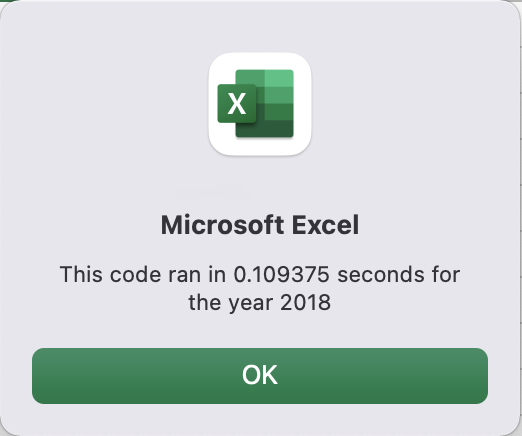 X
Microsoft Excel
This code ran in 0.109375 seconds for
the year 2018
OK